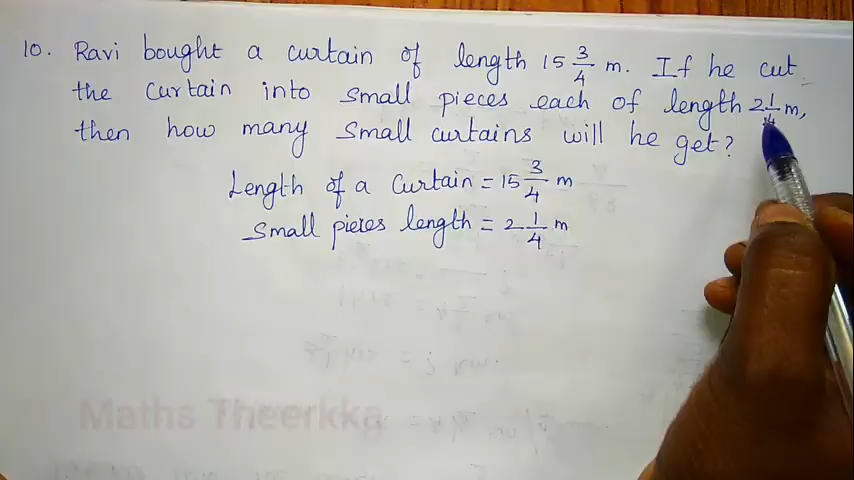 10. Ravi bought a curtain of length 15 3/4 m. If he cut
the curtain into small pieces each of length 2 1/4 m,
then how many small curtains will he get?
Length of a curtain = 15 3/4 m
Small pieces length = 2 1/4 m
Maths Theerkka